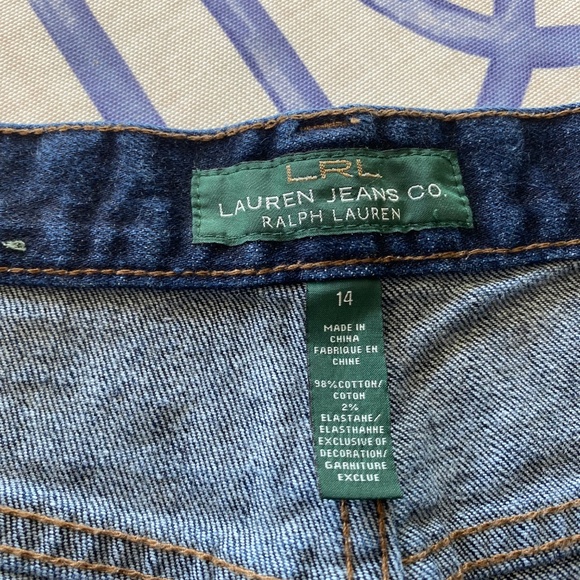 LRL
LAUREN JEANS CO.
RALPH LAUREN
14
MADE IN
CHINA
FABRIQUE EN
CHINE
98%COTTON/
COTON
2%
ELASTANE/
ELASTHANNE
EXCLUSIVE OF
DECORATION/
GARNITURE
EXCLUE